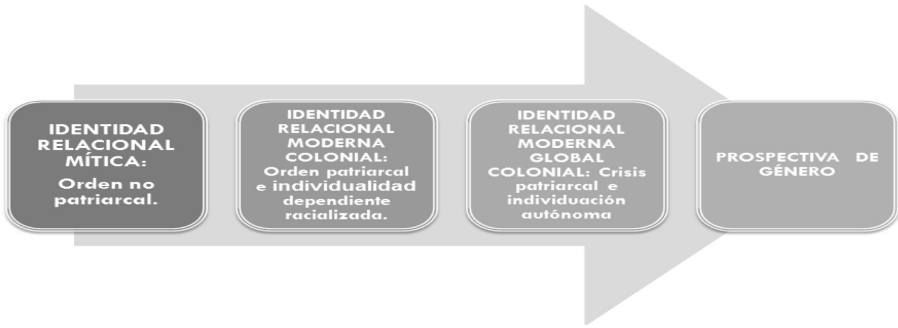 IDENTIDAD
RELACIONAL
MÍTICA:
Orden no
patriarcal.
IDENTIDAD
RELACIONAL
MODERNA
COLONIAL:
Orden patriarcal
e individualidad
dependiente
racializada.
IDENTIDAD
RELACIONAL
MODERNA
GLOBAL
COLONIAL: Crisis
patriarcal e
individuación
autónoma
PROSPECTIVA DE
GÉNERO